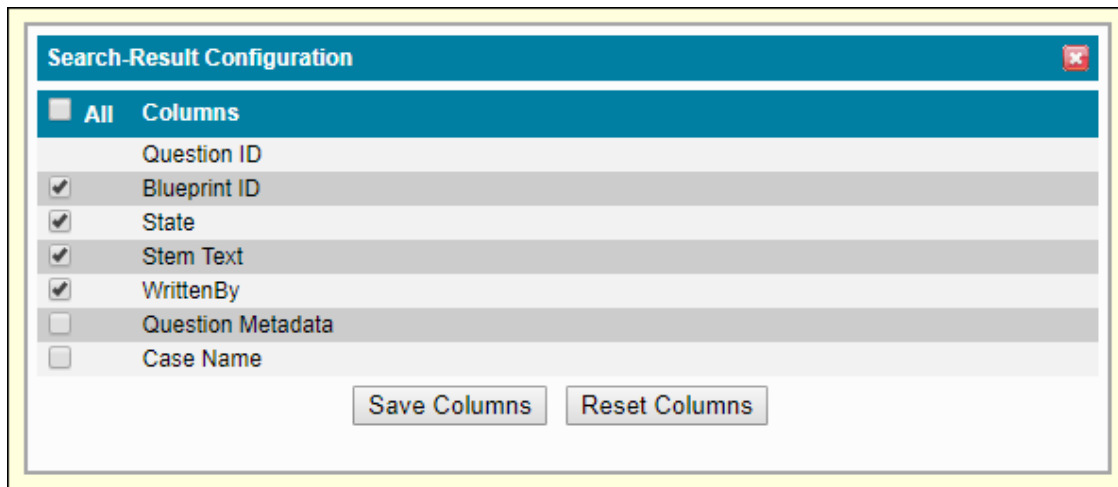 Search-Result Configuration
All Columns
Question ID
Blueprint ID
State
Stem Text
WrittenBy
Question Metadata
Case Name
Save Columns Reset Columns